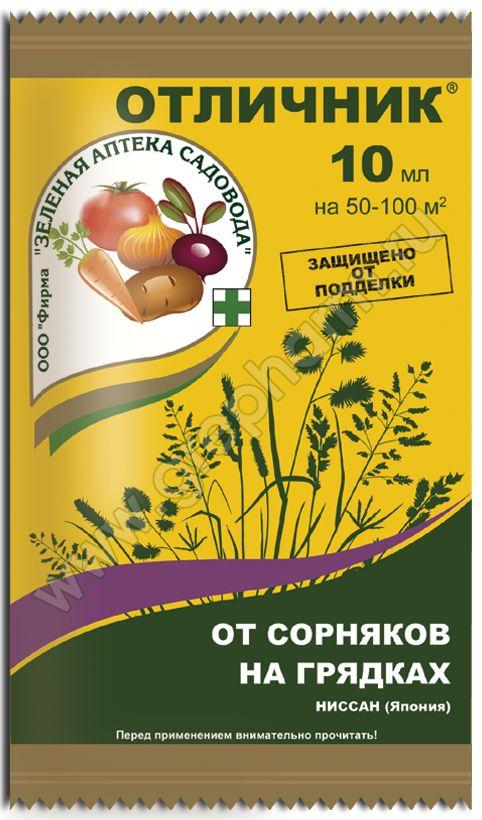 ОТЛИЧНИК®
10 мл
на 50-100 м²
ЗАЩИЩЕНО
ОТ
ПОДДЕЛКИ
ООО "Фирма "ЗЕЛЕНАЯ АПТЕКА САДОВОДА"
ОТ СОРНЯКОВ
НА ГРЯДКАХ
НИССАН (Япония)
Перед применением внимательно прочитать!